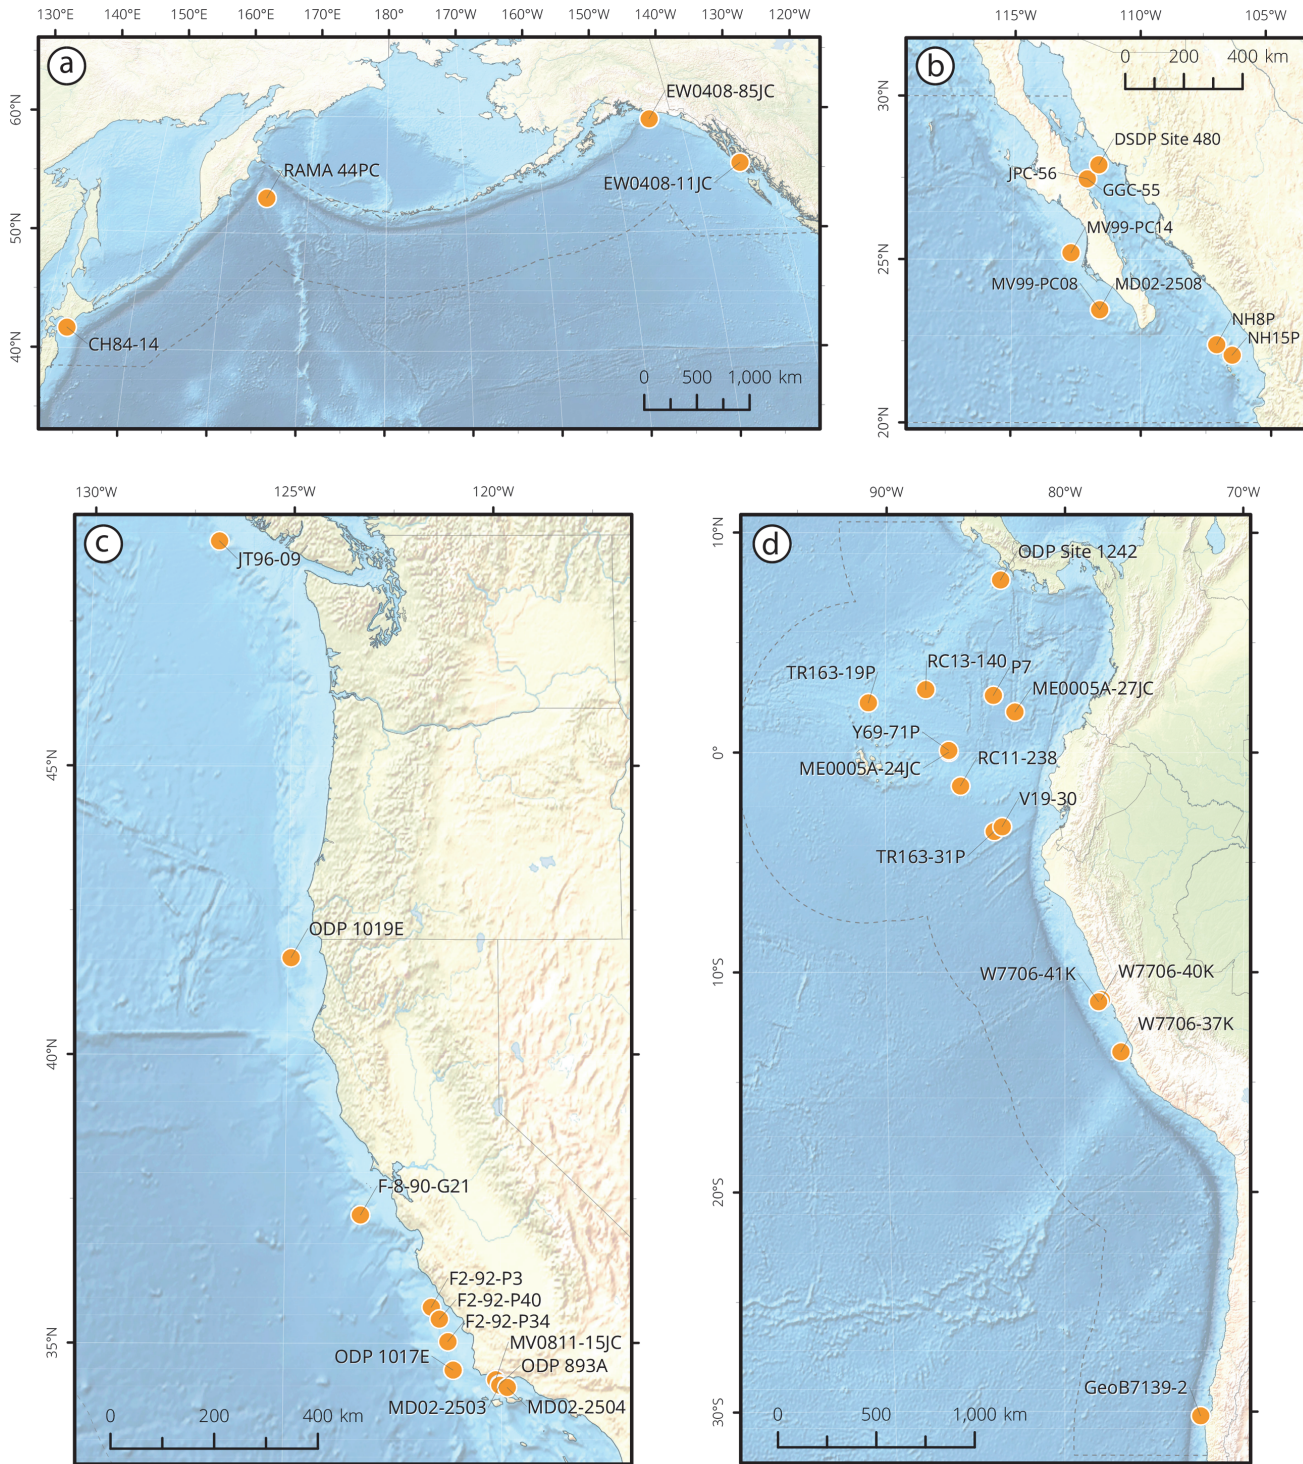 130°E 140°E 150°E 160°E 170°E 180° 170°W 160°W 150°W 140°W 130°W 120°W
a
60°N
50°N
40°N
EW0408-85JC
RAMA 44PC
EW0408-11JC
CH84-14
0 500 1,000 km
115°W 110°W 105°W
b
0 200 400 km
30°N
25°N
20°N
DSDP Site 480
JPC-56
GGC-55
MV99-PC14
MV99-PC08
MD02-2508
NH8P
NH15P
130°W 125°W 120°W
c
45°N
40°N
35°N
JT96-09
ODP 1019E
F-8-90-G21
F2-92-P3
F2-92-P40
F2-92-P34
MV0811-15JC
ODP 1017E
ODP 893A
MD02-2503
MD02-2504
0 200 400 km
90°W 80°W 70°W
d
10°N
0°
10°S
20°S
30°S
ODP Site 1242
RC13-140
P7
TR163-19P
ME0005A-27JC
Y69-71P
RC11-238
ME0005A-24JC
V19-30
TR163-31P
W7706-41K
W7706-40K
W7706-37K
GeoB7139-2
0 500 1,000 km